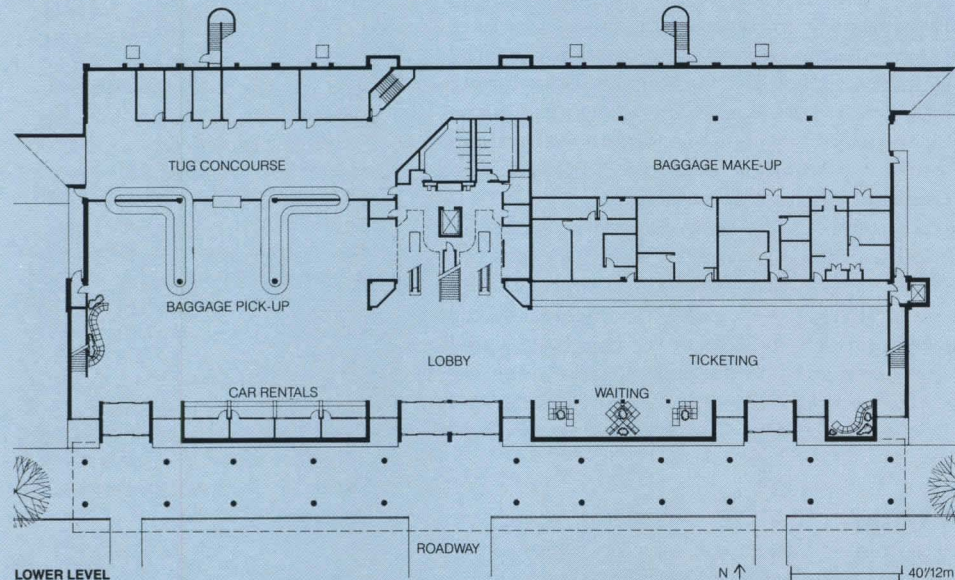 TUG CONCOURSE
BAGGAGE MAKE-UP
BAGGAGE PICK-UP
LOBBY
TICKETING
CAR RENTALS
WAITING
ROADWAY
LOWER LEVEL
N ↑
40'/12m